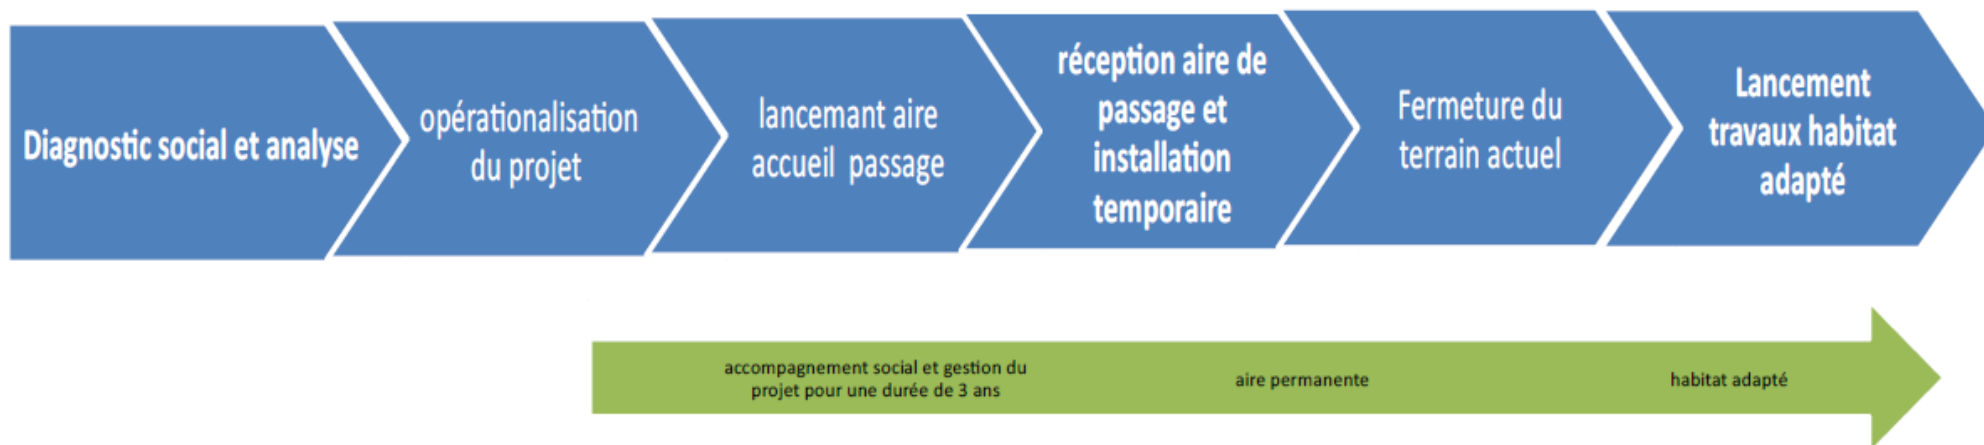 Diagnostic social et analyse
opérationalisation
du projet
lancemant aire
accueil passage
réception aire de
passage et
installation
temporaire
Fermeture du
terrain actuel
Lancement
travaux habitat
adapté
accompagnement social et gestion du
projet pour une durée de 3 ans
aire permanente
habitat adapté